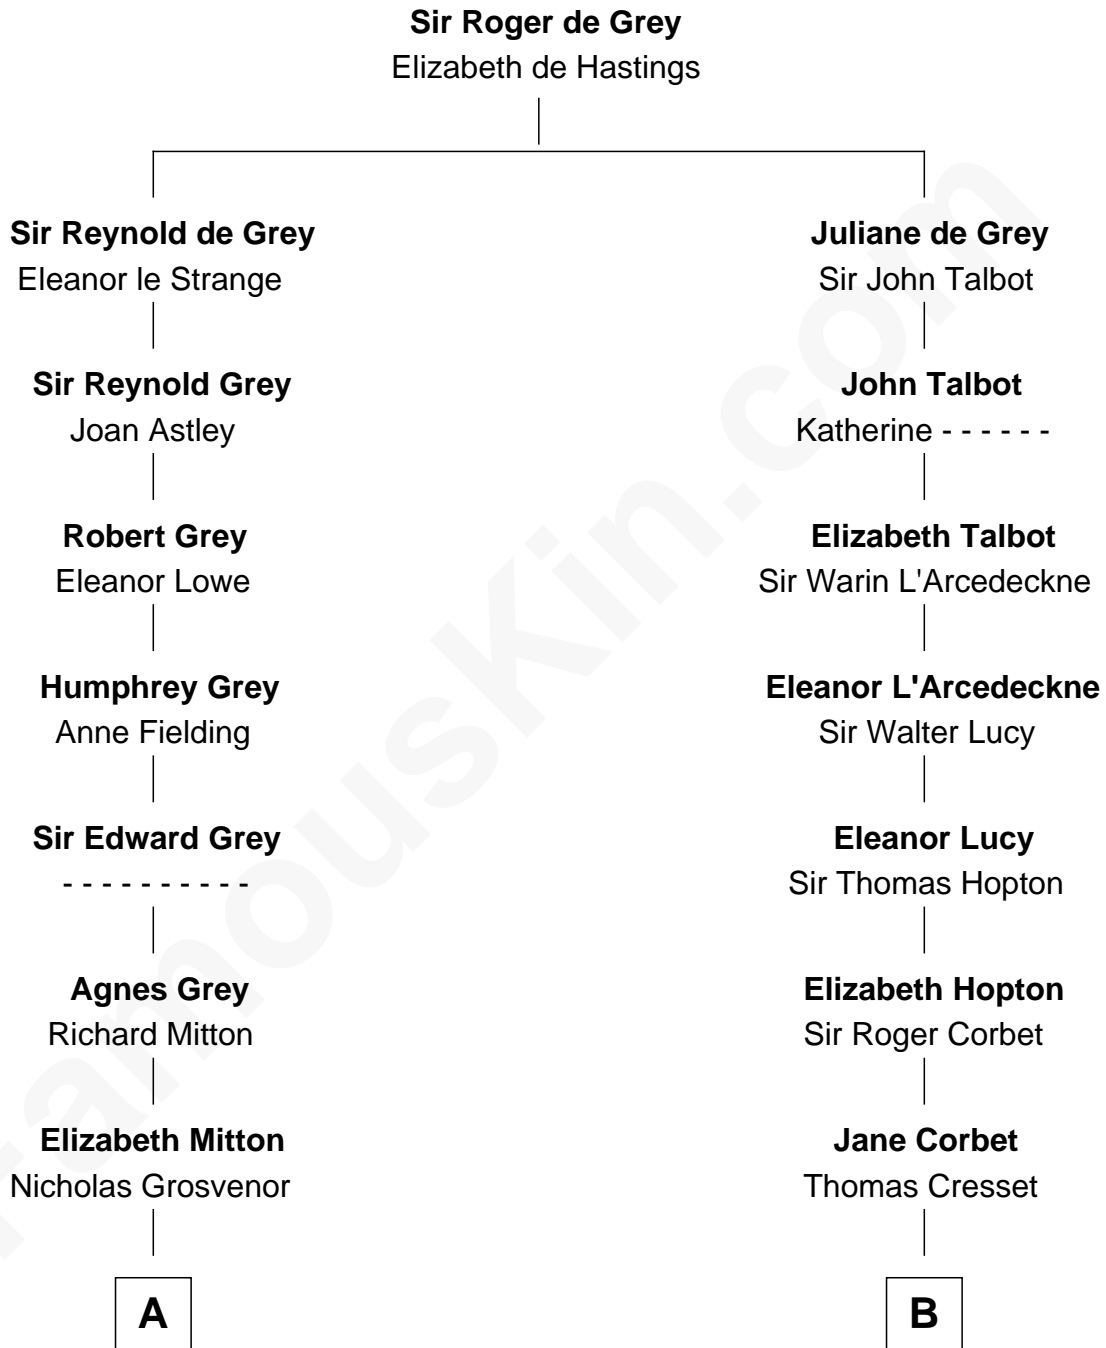 Sir Roger de Grey
Elizabeth de Hastings
Sir Reynold de Grey
Eleanor le Strange
Juliane de Grey
Sir John Talbot
Sir Reynold Grey
Joan Astley
John Talbot
Katherine - - - - - -
Robert Grey
Eleanor Lowe
Elizabeth Talbot
Sir Warin L'Arcedeckne
Humphrey Grey
Anne Fielding
Eleanor L'Arcedeckne
Sir Walter Lucy
Sir Edward Grey
- - - - - - - - - -
Eleanor Lucy
Sir Thomas Hopton
Agnes Grey
Richard Mitton
Elizabeth Hopton
Sir Roger Corbet
Elizabeth Mitton
Nicholas Grosvenor
Jane Corbet
Thomas Cresset
A
B
FamousKin.com